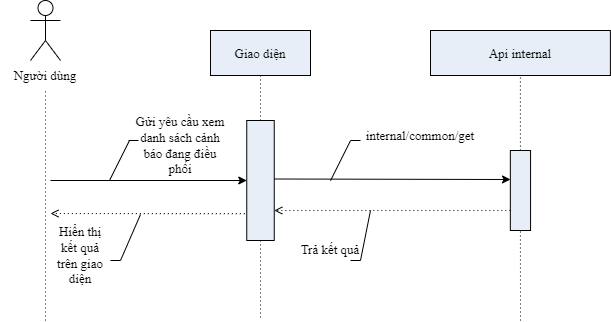 Người dùng
Giao diện
Api internal
Gửi yêu cầu xem
danh sách cảnh
báo đang điều
phối
internal/common/get
Hiển thị
kết quả
trên giao
diện
Trả kết quả